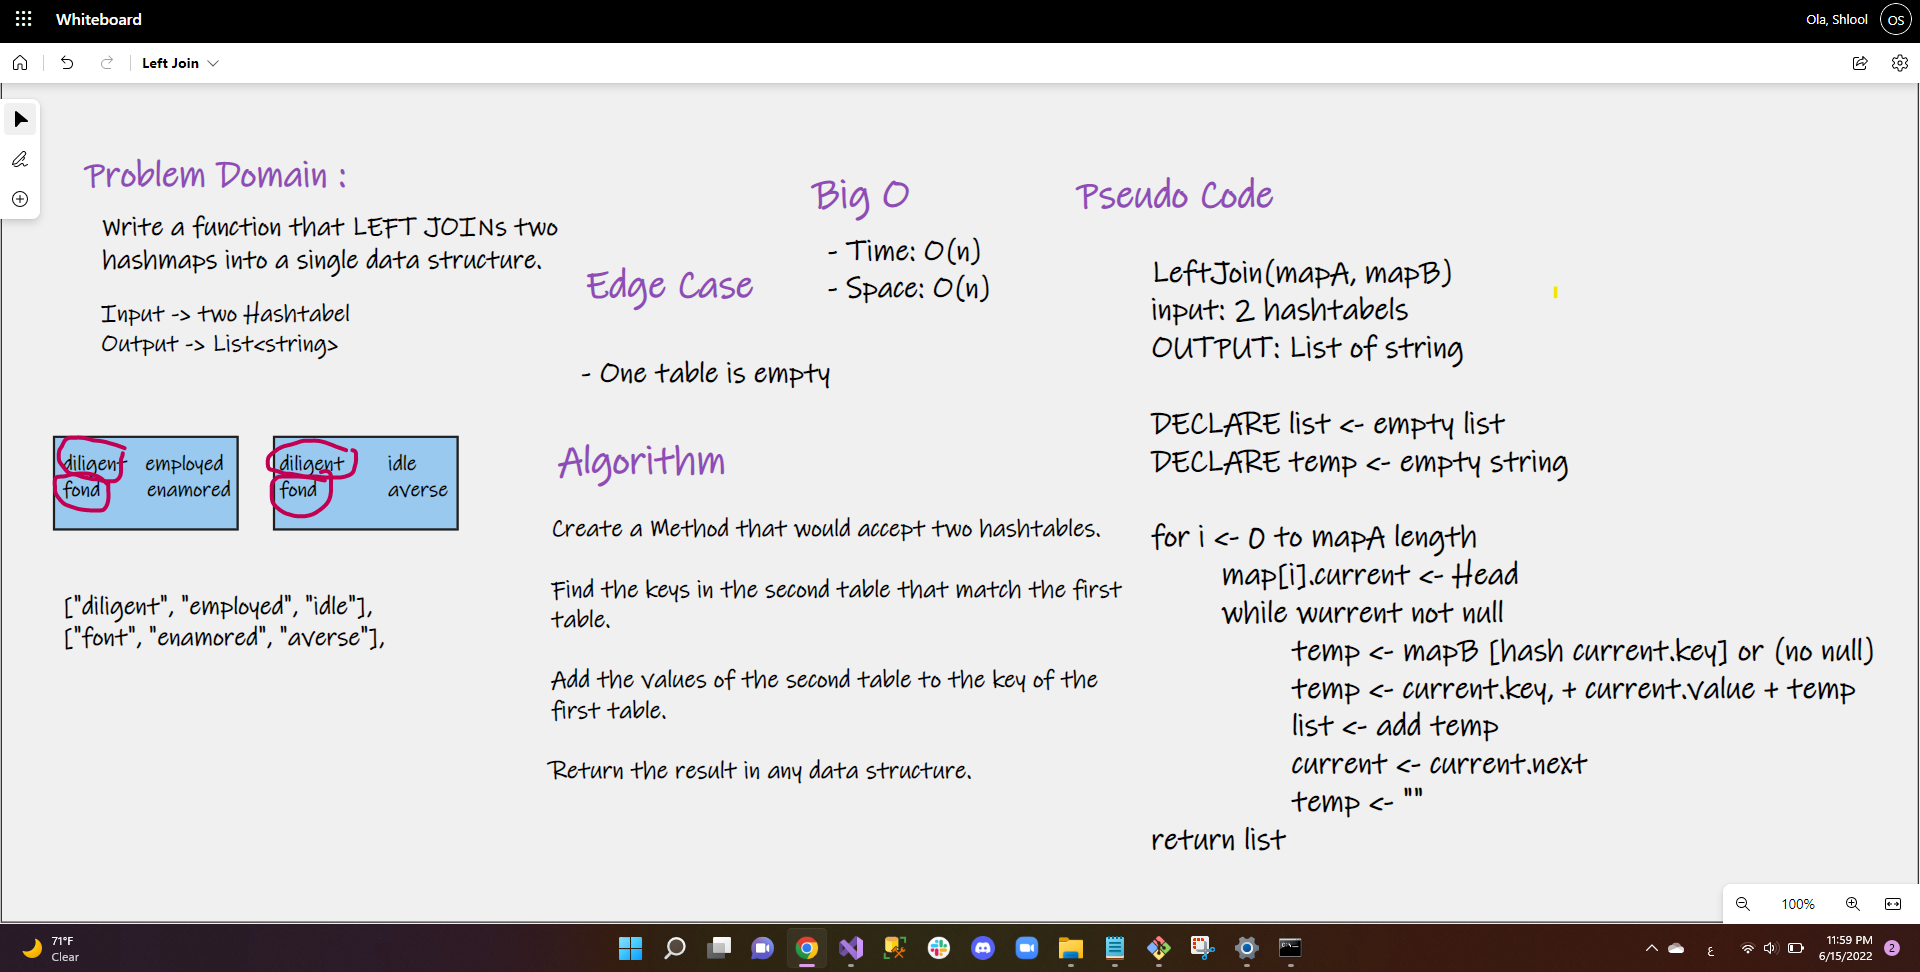 Whiteboard
Ola, Shlool
OS
Left Join
Problem Domain :
Write a function that LEFT JOINs two
hashmaps into a single data structure.
Input -> two Hashtabel
Output -> List<string>
diligent employed
fond enamored
diligent idle
fond averse
["diligent", "employed", "idle"],
["font", "enamored", "averse"],
Edge Case
- One table is empty
Big O
- Time: O(n)
- Space: O(n)
Algorithm
Create a Method that would accept two hashtables.
Find the keys in the second table that match the first
table.
Add the values of the second table to the key of the
first table.
Return the result in any data structure.
Pseudo Code
LeftJoin(mapA, mapB)
input: 2 hashtabels
OUTPUT: List of string
DECLARE list <- empty list
DECLARE temp <- empty string
for i <- 0 to mapA length
map[i].current <- Head
while wurrent not null
temp <- mapB [hash current.key] or (no null)
temp <- current.key, + current.value + temp
list <- add temp
current <- current.next
temp <- ""
return list
100%
71°F
Clear
ع
11:59 PM
6/15/2022
2